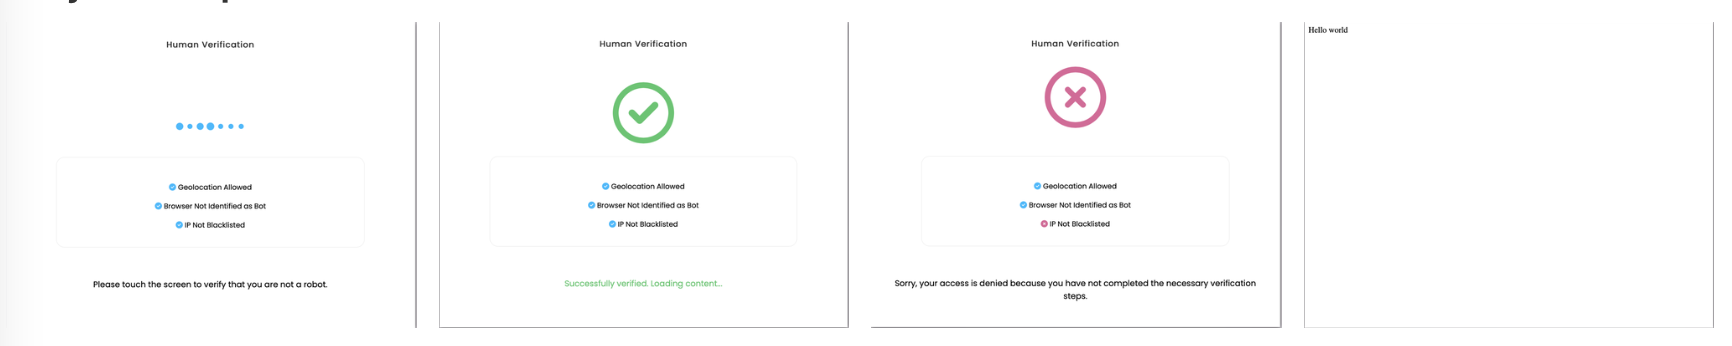 Human Verification
Geolocation Allowed
Browser Not Identified as Bot
IP Not Blacklisted
Please touch the screen to verify that you are not a robot.
Human Verification
Geolocation Allowed
Browser Not Identified as Bot
IP Not Blacklisted
Successfully verified. Loading content...
Human Verification
Geolocation Allowed
Browser Not Identified as Bot
IP Not Blacklisted
Sorry, your access is denied because you have not completed the necessary verification
steps.
Hello world